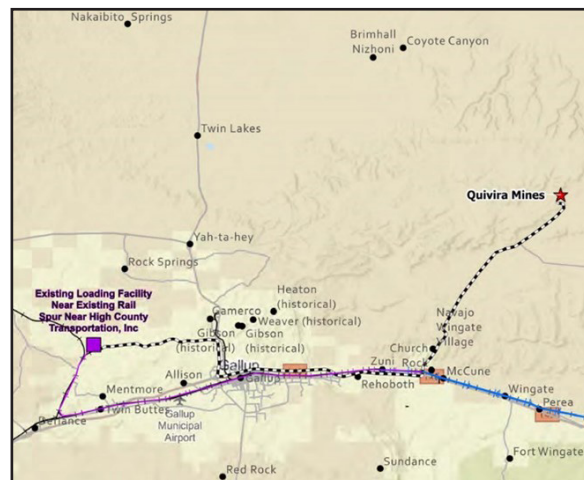 Nakaibito Springs
Brimhall
Nizhoni
Coyote Canyon
Twin Lakes
Quivira Mines
Yah-ta-hey
Rock Springs
Existing Loading Facility
Near Existing Rail
Spur Near High County
Transportation, Inc
Heaton
(historical)
Gamerco
Weaver (historical)
Gibson
(historical)
Gibson
(historical)
Navajo
Wingate
Village
Church
Rock
Zuni
McCune
Gallup
Gallup
Rehoboth
Allison
Mentmore
Wingate
Twin Buttes
Perea
Defiance
Gallup
Municipal
Airport
Red Rock
Sundance
Fort Wingate